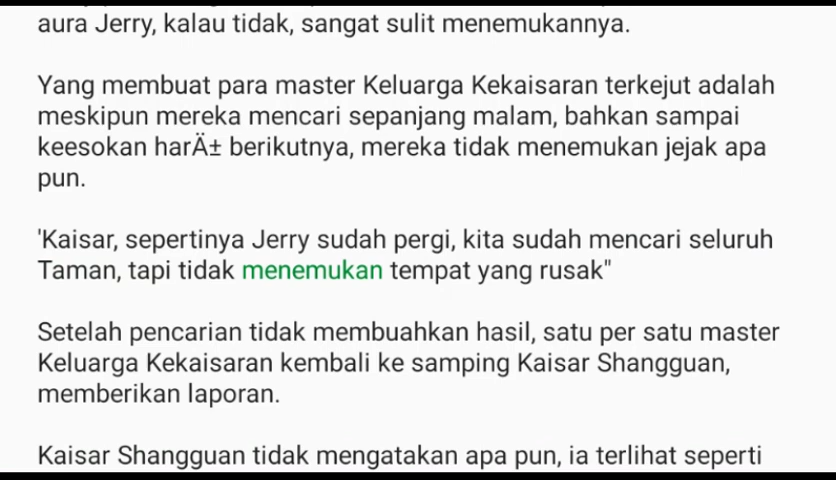 aura Jerry, kalau tidak, sangat sulit menemukannya.
Yang membuat para master Keluarga Kekaisaran terkejut adalah
meskipun mereka mencari sepanjang malam, bahkan sampai
keesokan harÄ± berikutnya, mereka tidak menemukan jejak apa
pun.
'Kaisar, sepertinya Jerry sudah pergi, kita sudah mencari seluruh
Taman, tapi tidak menemukan tempat yang rusak"
Setelah pencarian tidak membuahkan hasil, satu per satu master
Keluarga Kekaisaran kembali ke samping Kaisar Shangguan,
memberikan laporan.
Kaisar Shangguan tidak mengatakan apa pun, ia terlihat seperti